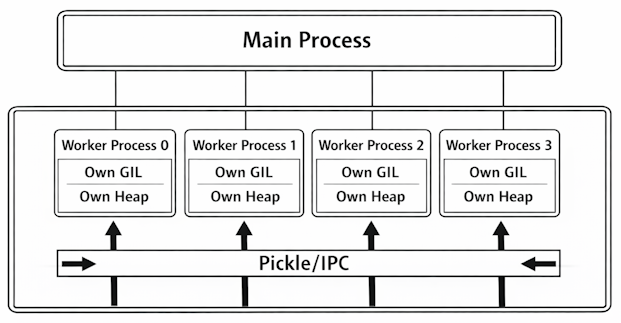 Main Process
Worker Process 0
Own GIL
Own Heap
Worker Process 1
Own GIL
Own Heap
Worker Process 2
Own GIL
Own Heap
Worker Process 3
Own GIL
Own Heap
Pickle/IPC